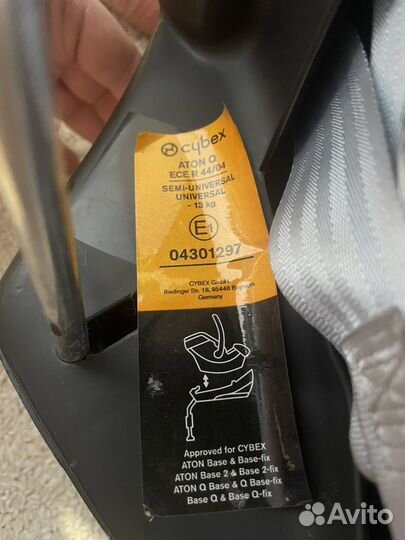 cybex
ATON Q
ECE R 44/04
SEMI-UNIVERSAL
UNIVERSAL
- 13 kg
E1
04301297
CYBEX GmbH
Riedinger Str. 18, 95448 Bayreuth
Germany
Approved for CYBEX
ATON Base & Base-fix
ATON Base 2 & Base 2-fix
ATON Q Base & Q Base-fix
Base Q & Base Q-fix
Avito